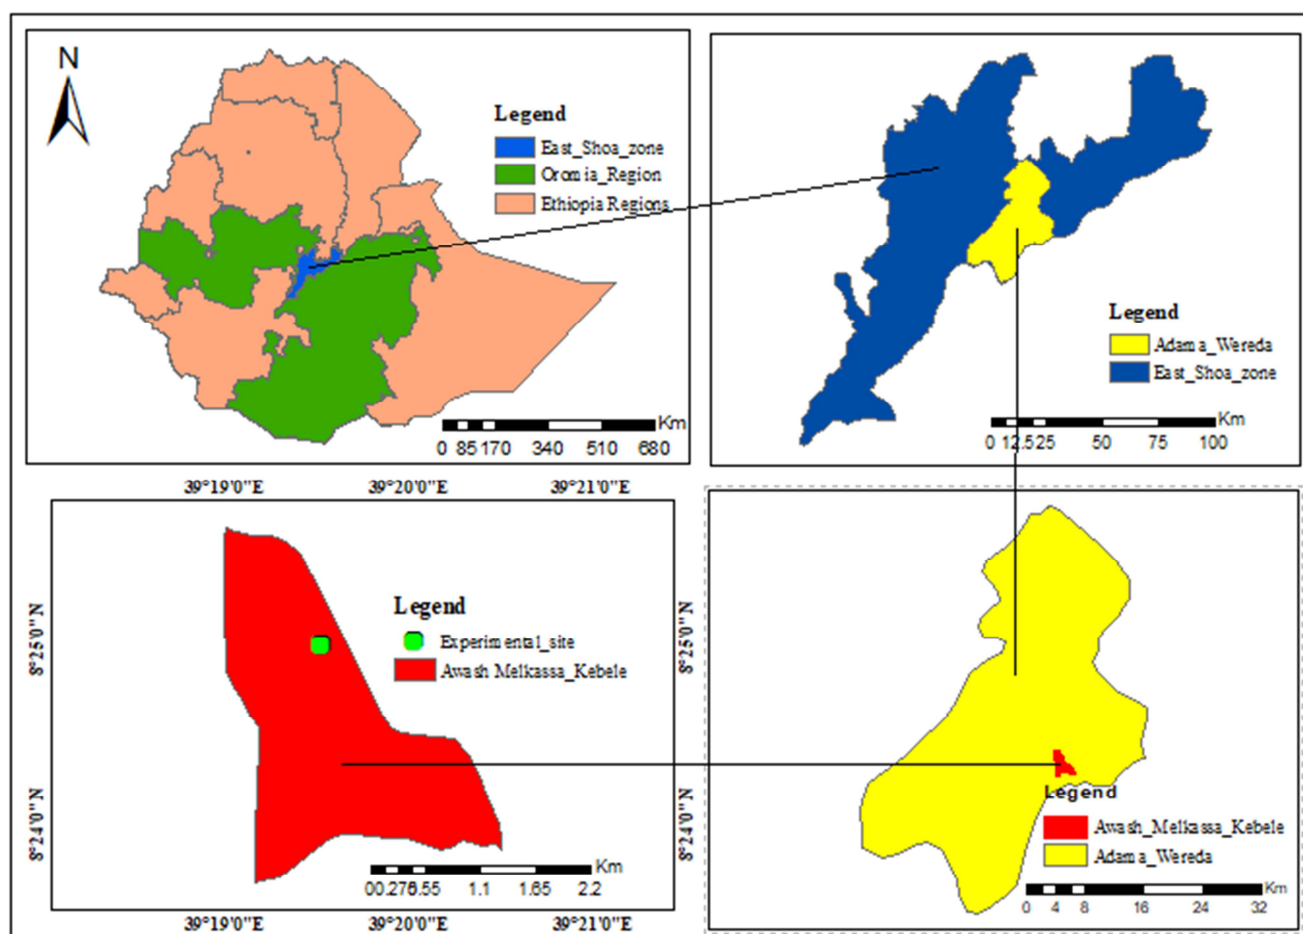 N
Legend
East_Shoa_zone
Oromia_Region
Ethiopia Regions
Km
0 85 170 340 510 680
Legend
Adama_Wereda
East_Shoa_zone
Km
0 12.5 25 50 75 100
39°19'0"E 39°20'0"E 39°21'0"E
8°25'0"N
8°24'0"N
Legend
Experimental_site
Awash Melkassa_Kebele
Km
0 0.275 0.55 1.1 1.65 2.2
39°19'0"E 39°20'0"E 39°21'0"E
8°25'0"N
8°24'0"N
Legend
Awash_Melkassa_Kebele
Adama_Wereda
Km
0 4 8 16 24 32